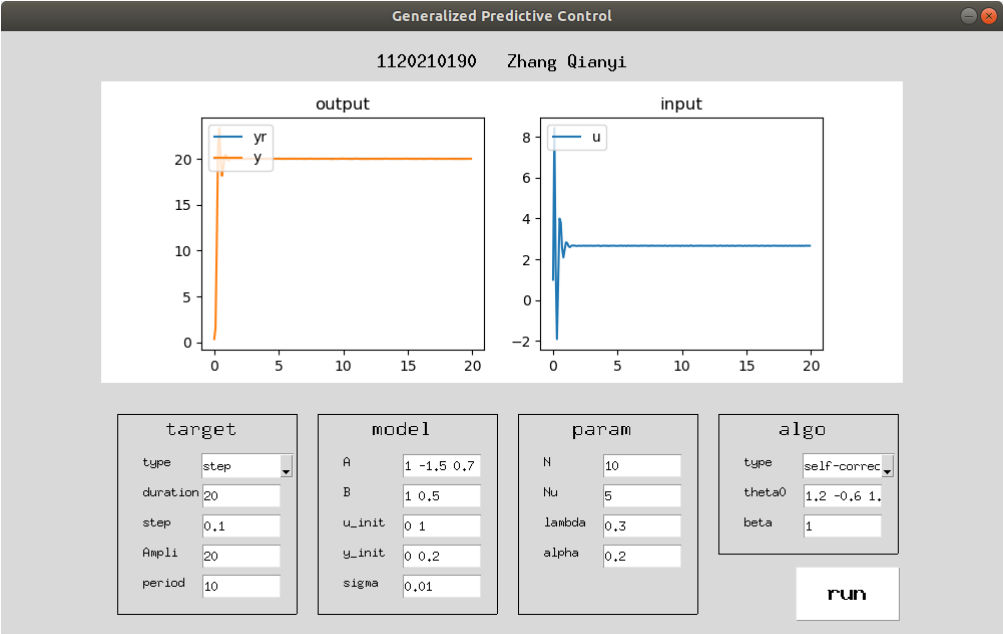 Generalized Predictive Control
1120210190 Zhang Qianyi
output
yr
y
20
15
10
5
0
0 5 10 15 20
input
u
8
6
4
2
0
−2
0 5 10 15 20
target
type step
duration 20
step 0.1
Ampli 20
period 10
model
A 1 -1.5 0.7
B 1 0.5
u_init 0 1
y_init 0 0.2
sigma 0.01
param
N 10
Nu 5
lambda 0.3
alpha 0.2
algo
type self-correc
theta0 1.2 -0.6 1.
beta 1
run